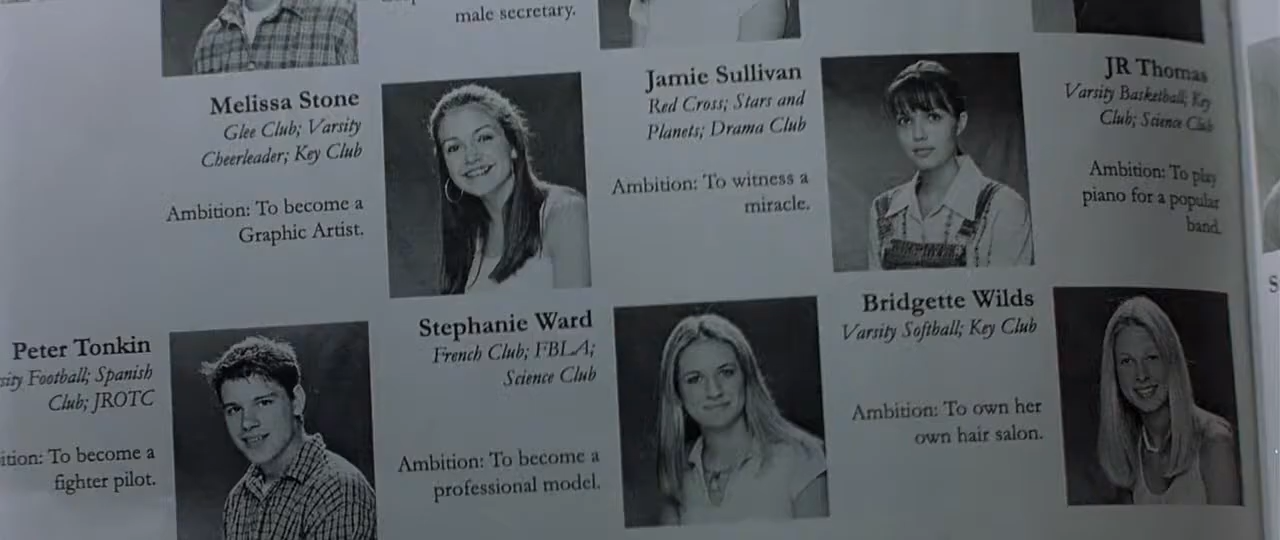 male secretary.
Melissa Stone
Glee Club; Varsity
Cheerleader; Key Club
Ambition: To become a
Graphic Artist.
Jamie Sullivan
Red Cross; Stars and
Planets; Drama Club
Ambition: To witness a
miracle.
JR Thomas
Varsity Basketball; Key
Club; Science Club
Ambition: To play
piano for a popular
band.
Peter Tonkin
sity Football; Spanish
Club; JROTC
ition: To become a
fighter pilot.
Stephanie Ward
French Club; FBLA;
Science Club
Ambition: To become a
professional model.
Bridgette Wilds
Varsity Softball; Key Club
Ambition: To own her
own hair salon.
S